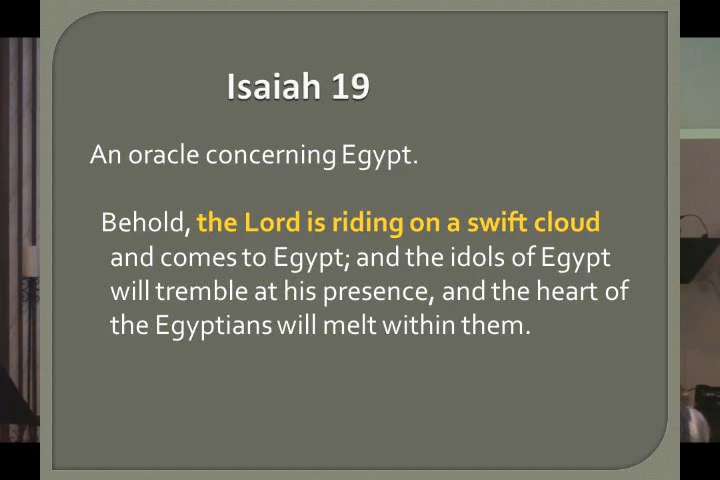 Isaiah 19
An oracle concerning Egypt.
Behold, the Lord is riding on a swift cloud
and comes to Egypt; and the idols of Egypt
will tremble at his presence, and the heart of
the Egyptians will melt within them.